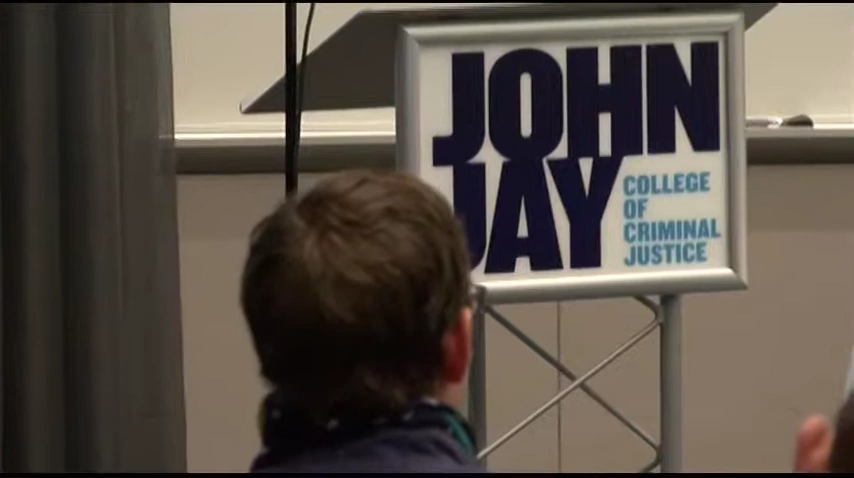 JOHN
JAY
COLLEGE
OF
CRIMINAL
JUSTICE